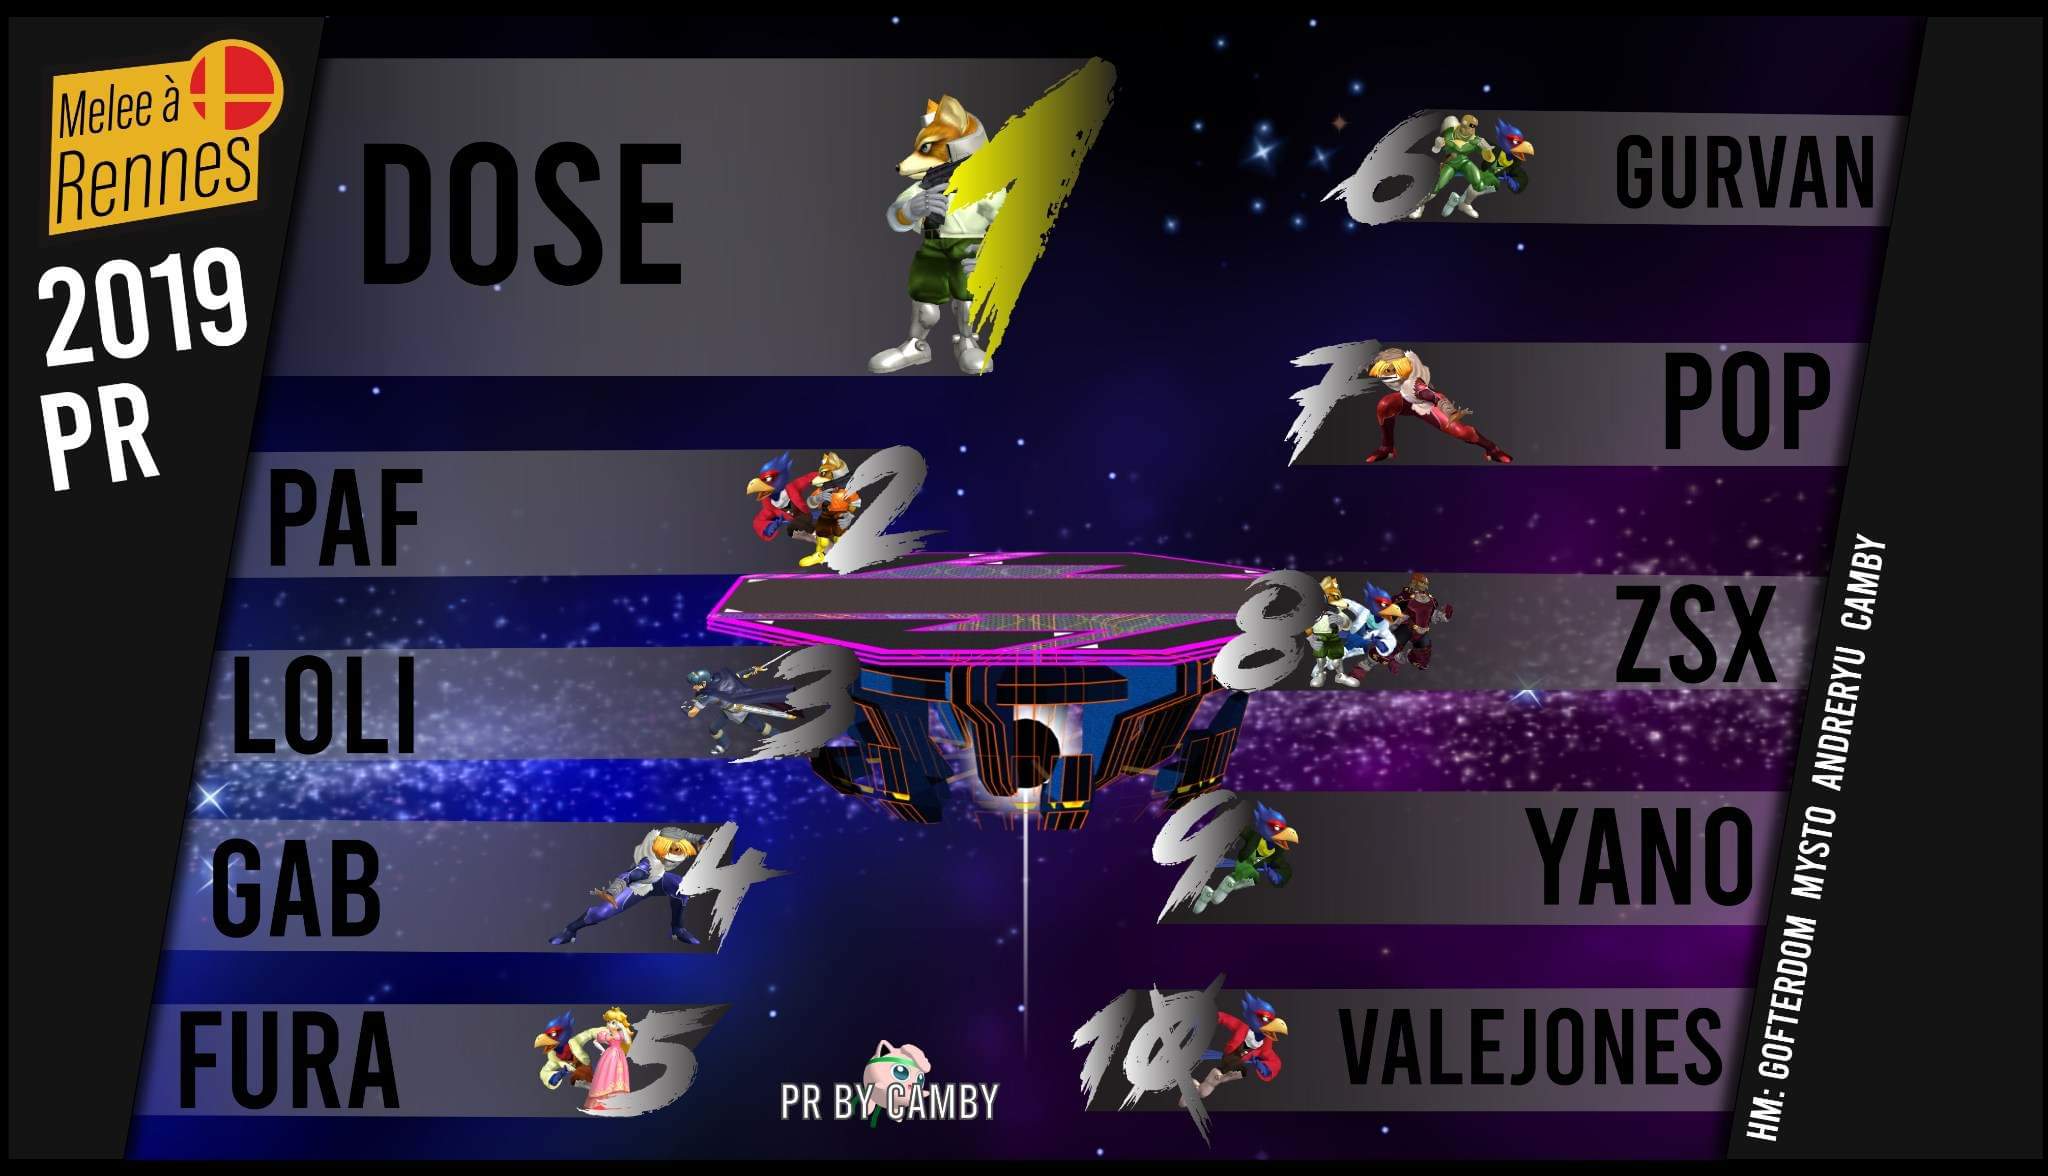 Melee à
Rennes
2019
PR
DOSE 1
PAF 2
LOLI 3
GAB 4
FURA 5
6 GURVAN
7 POP
8 ZSX
9 YANO
10 VALEJONES
PR BY CAMBY
HM: GOFTERDOM MYSTO ANDRERYU CAMBY